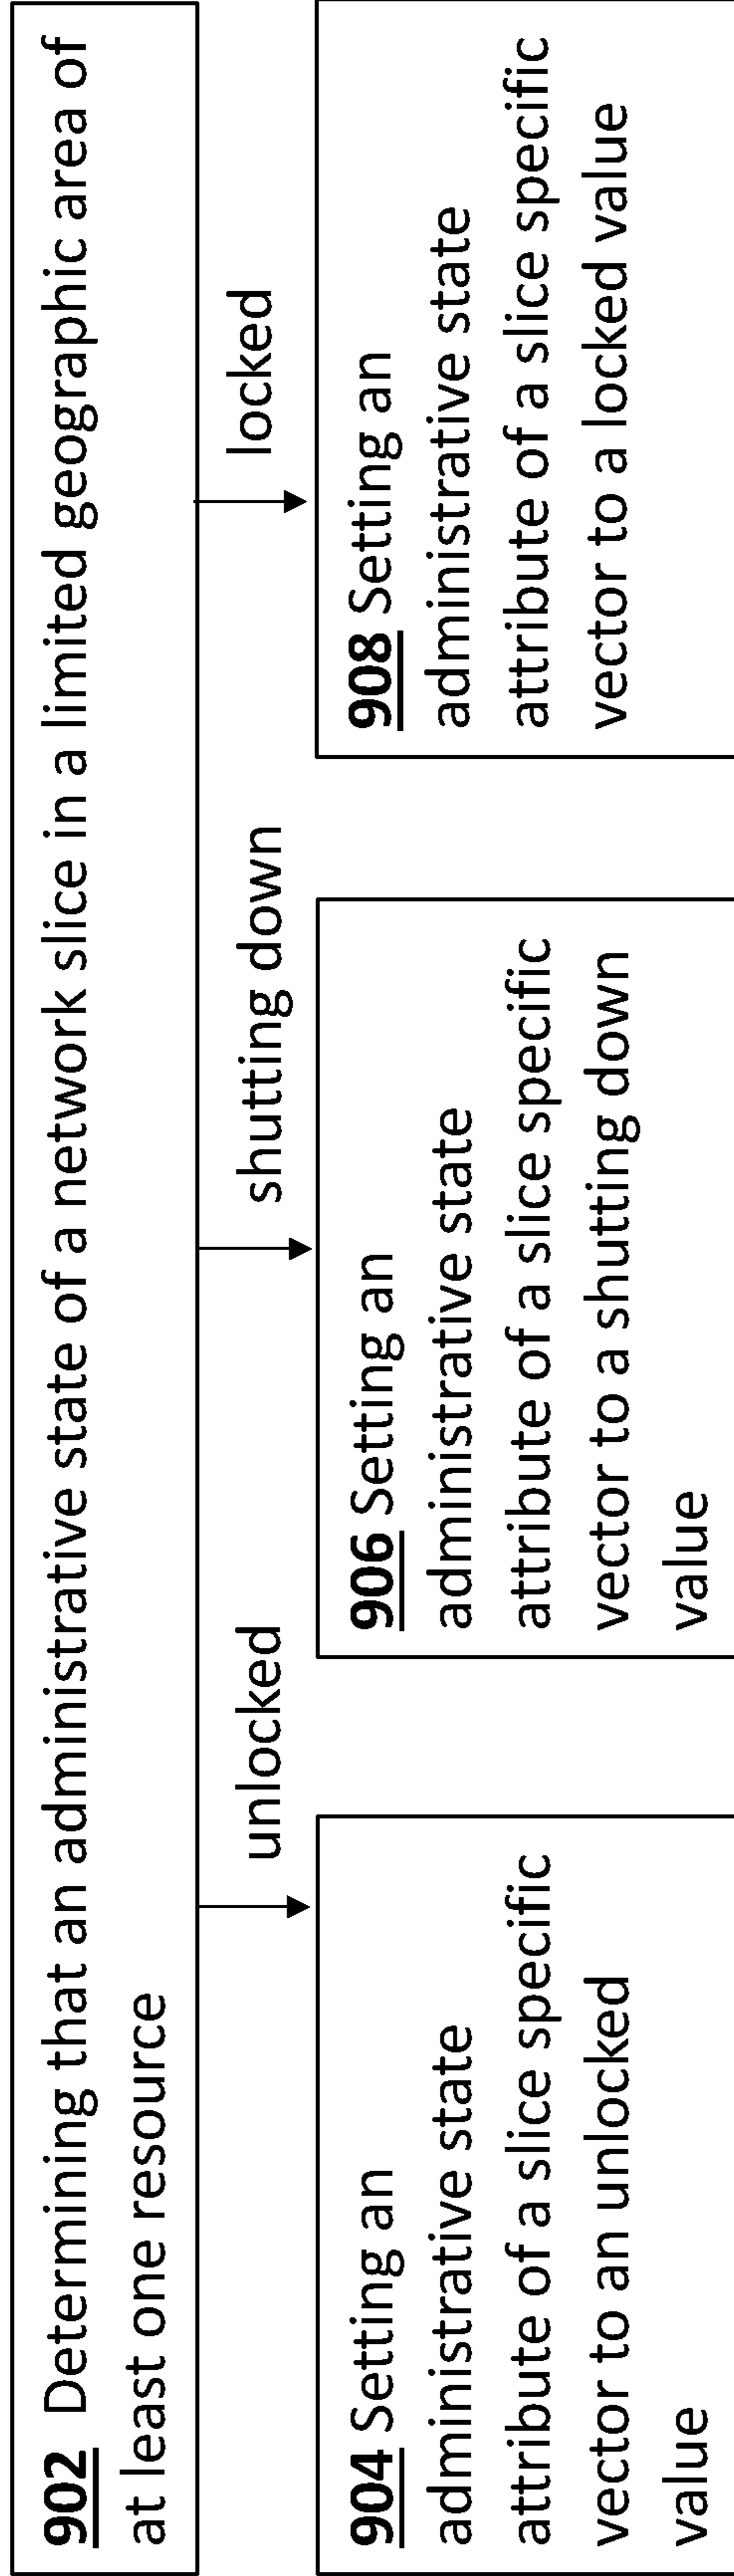 902 Determining that an administrative state of a network slice in a limited geographic area of
at least one resource
unlocked
shutting down
locked
904 Setting an
administrative state
attribute of a slice specific
vector to an unlocked
value
906 Setting an
administrative state
attribute of a slice specific
vector to a shutting down
value
908 Setting an
administrative state
attribute of a slice specific
vector to a locked value